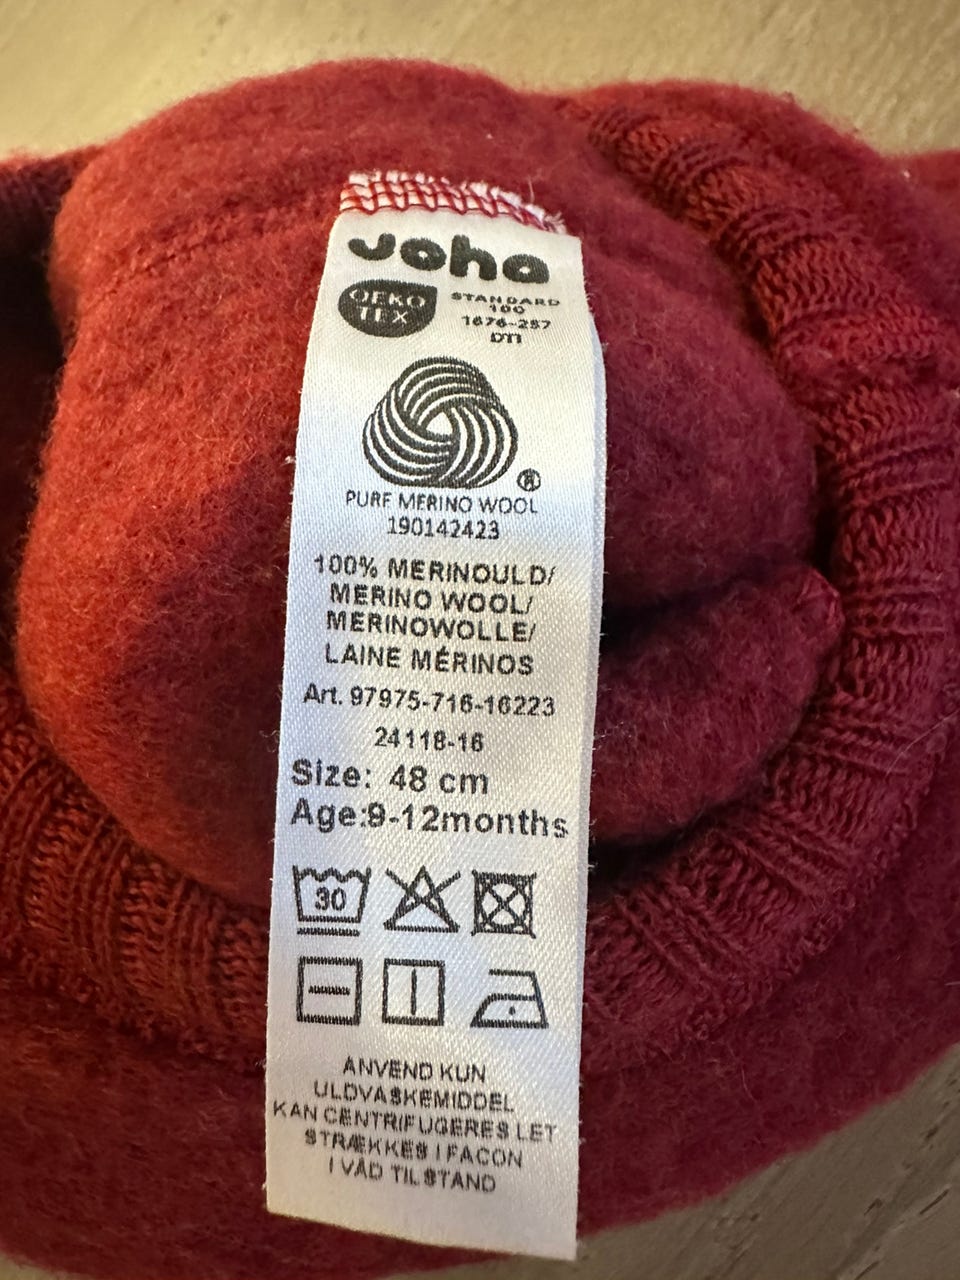 Joha
OEKO
TEX
STANDARD
100
1676-257
DTI
®
PURE MERINO WOOL
190142423
100% MERINOULD/
MERINO WOOL/
MERINOWOLLE/
LAINE MÉRINOS
Art. 97975-716-16223
24118-16
Size: 48 cm
Age:9-12months
30
ANVEND KUN
ULDVASKEMIDDEL
KAN CENTRIFUGERES LET
STRÆKKES I FACON
I VÅD TILSTAND